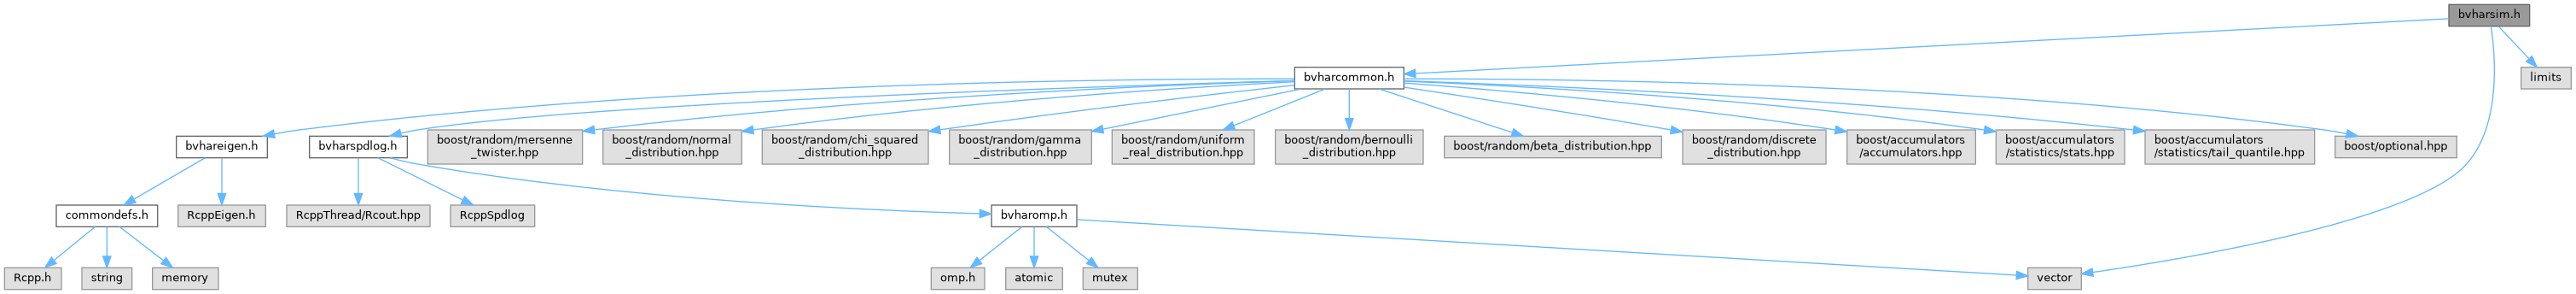 bvharsim.h
bvharcommon.h
limits
bvhareigen.h
bvharspdlog.h
boost/random/mersenne
_twister.hpp
boost/random/normal
_distribution.hpp
boost/random/chi_squared
_distribution.hpp
boost/random/gamma
_distribution.hpp
boost/random/uniform
_real_distribution.hpp
boost/random/bernoulli
_distribution.hpp
boost/random/beta_distribution.hpp
boost/random/discrete
_distribution.hpp
boost/accumulators
/accumulators.hpp
boost/accumulators
/statistics/stats.hpp
boost/accumulators
/statistics/tail_quantile.hpp
boost/optional.hpp
commondefs.h
RcppEigen.h
RcppThread/Rcout.hpp
RcppSpdlog
bvharomp.h
Rcpp.h
string
memory
omp.h
atomic
mutex
vector